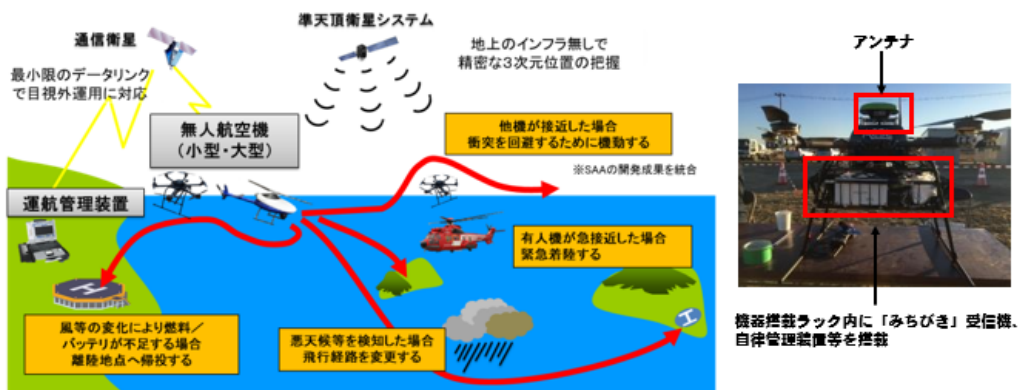 準天頂衛星システム
通信衛星
地上のインフラ無しで
精密な3次元位置の把握
最小限のデータリンク
で目視外運用に対応
無人航空機
(小型・大型)
他機が接近した場合
衝突を回避するために機動する
※SAAの開発成果を統合
運航管理装置
有人機が急接近した場合
緊急着陸する
H
H
風等の変化により燃料／
バッテリが不足する場合
離陸地点へ帰投する
悪天候等を検知した場合
飛行経路を変更する
アンテナ
機器搭載ラック内に「みちびき」受信機、
自律管理装置等を搭載